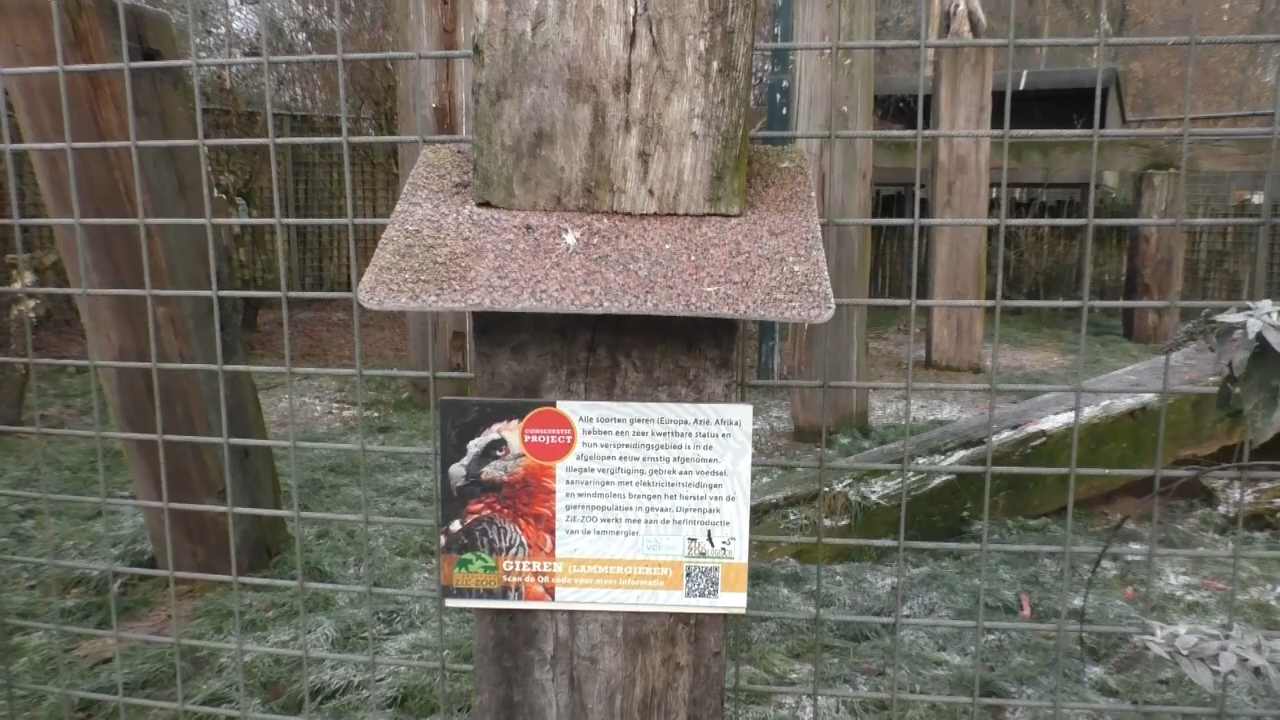 CONSERVATIE
PROJECT
Alle soorten gieren (Europa, Azië, Afrika)
hebben een zeer kwetsbare status en
hun verspreidingsgebied is in de
afgelopen eeuw ernstig afgenomen.
Illegale vergiftiging, gebrek aan voedsel,
aanvaringen met elektriciteitsleidingen
en windmolens brengen het herstel van de
gierenpopulaties in gevaar. Dierenpark
ZIE-ZOO werkt mee aan de herintroductie
van de lammergier.
VCF
ZIE-ZOO
GIEREN (LAMMERGIEREN)
Scan de QR code voor meer informatie